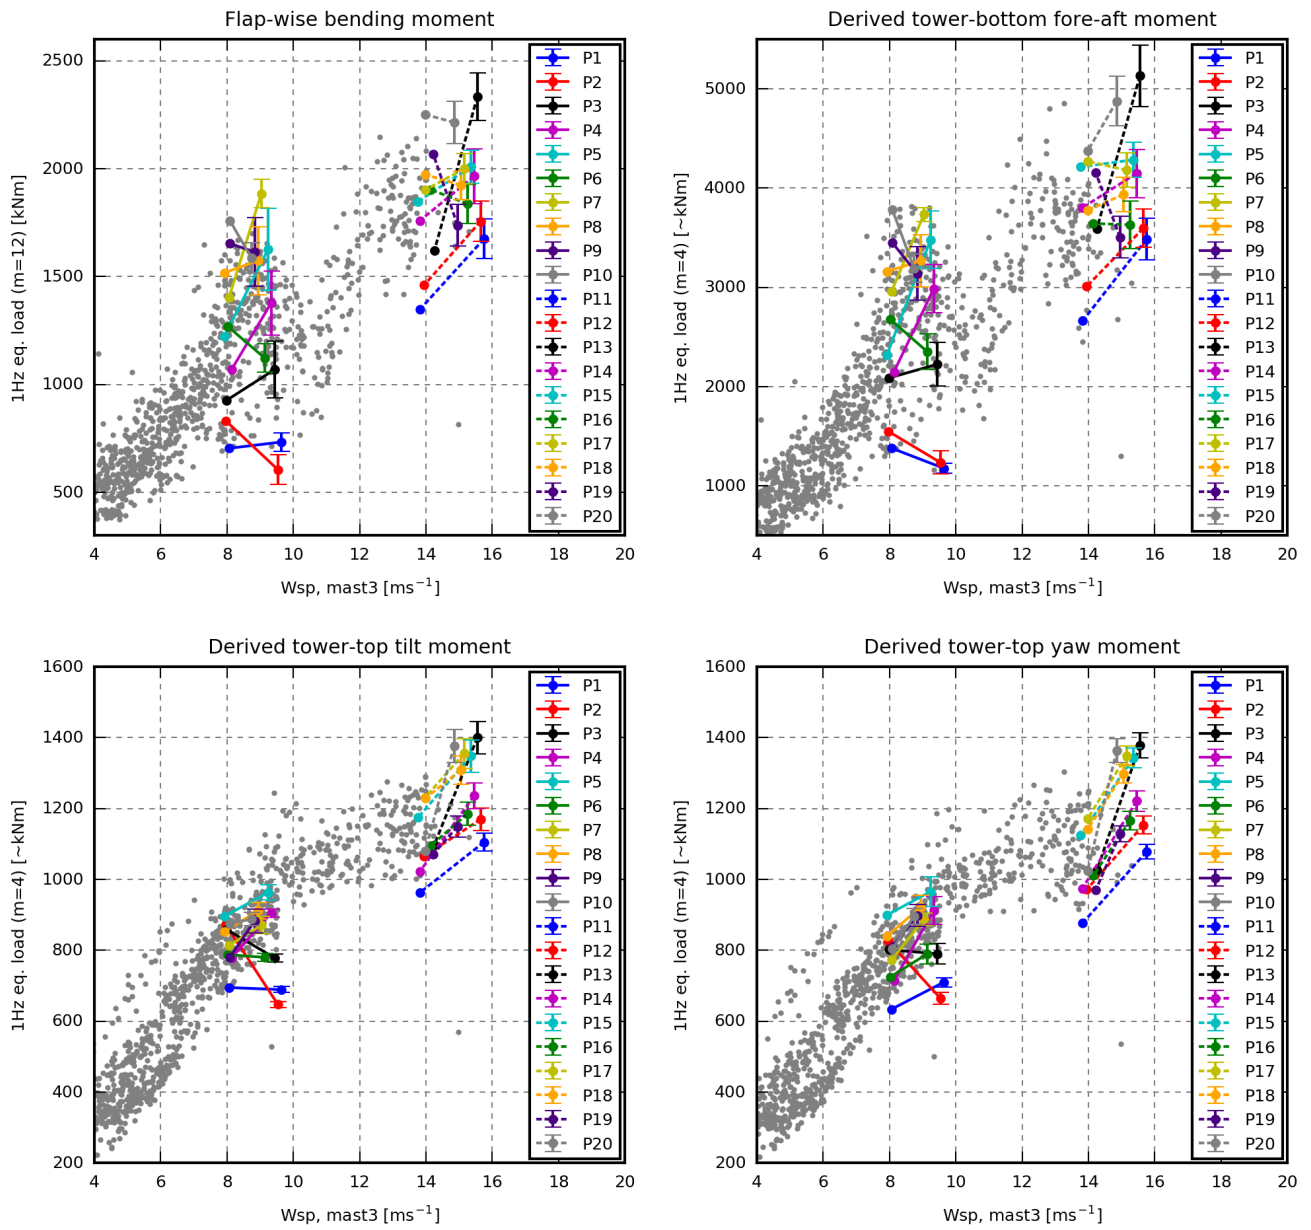 Flap-wise bending moment
1Hz eq. load (m=12) [kNm]
2500
2000
1500
1000
500
4 6 8 10 12 14 16 18 20
Wsp, mast3 [ms⁻¹]
P1
P2
P3
P4
P5
P6
P7
P8
P9
P10
P11
P12
P13
P14
P15
P16
P17
P18
P19
P20
Derived tower-bottom fore-aft moment
1Hz eq. load (m=4) [~kNm]
5000
4000
3000
2000
1000
4 6 8 10 12 14 16 18 20
Wsp, mast3 [ms⁻¹]
P1
P2
P3
P4
P5
P6
P7
P8
P9
P10
P11
P12
P13
P14
P15
P16
P17
P18
P19
P20
Derived tower-top tilt moment
1Hz eq. load (m=4) [~kNm]
1600
1400
1200
1000
800
600
400
200
4 6 8 10 12 14 16 18 20
Wsp, mast3 [ms⁻¹]
P1
P2
P3
P4
P5
P6
P7
P8
P9
P10
P11
P12
P13
P14
P15
P16
P17
P18
P19
P20
Derived tower-top yaw moment
1Hz eq. load (m=4) [~kNm]
1600
1400
1200
1000
800
600
400
200
4 6 8 10 12 14 16 18 20
Wsp, mast3 [ms⁻¹]
P1
P2
P3
P4
P5
P6
P7
P8
P9
P10
P11
P12
P13
P14
P15
P16
P17
P18
P19
P20